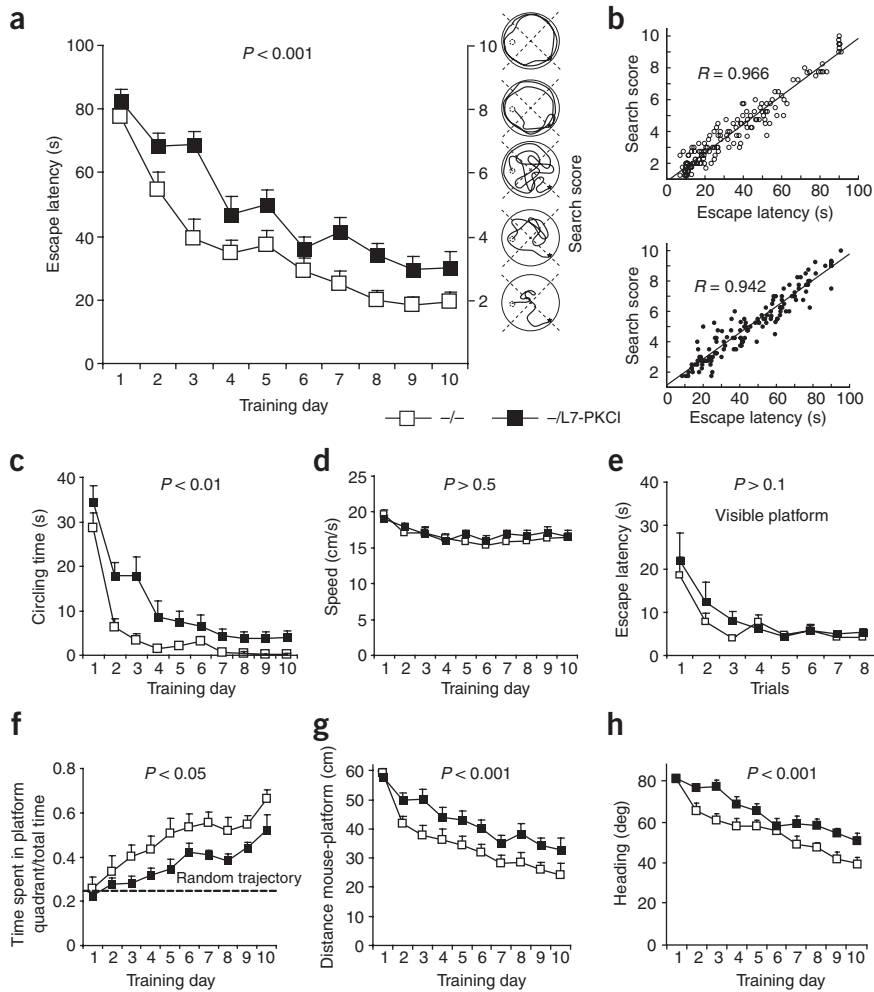 a
P < 0.001
Escape latency (s)
100
80
60
40
20
0
10
8
6
4
2
Search score
1 2 3 4 5 6 7 8 9 10
Training day
–/–
–/L7-PKCI
b
R = 0.966
Search score
10
8
6
4
2
0 20 40 60 80 100
Escape latency (s)
R = 0.942
Search score
10
8
6
4
2
0 20 40 60 80 100
Escape latency (s)
c
P < 0.01
Circling time (s)
40
30
20
10
0
1 2 3 4 5 6 7 8 9 10
Training day
d
P > 0.5
Speed (cm/s)
25
20
15
10
5
0
1 2 3 4 5 6 7 8 9 10
Training day
e
P > 0.1
Visible platform
Escape latency (s)
40
30
20
10
0
1 2 3 4 5 6 7 8
Trials
f
P < 0.05
Time spent in platform
quadrant/total time
0.8
0.6
0.4
0.2
0
Random trajectory
1 2 3 4 5 6 7 8 9 10
Training day
g
P < 0.001
Distance mouse-platform (cm)
60
50
40
30
20
10
0
1 2 3 4 5 6 7 8 9 10
Training day
h
P < 0.001
Heading (deg)
80
60
40
20
0
1 2 3 4 5 6 7 8 9 10
Training day